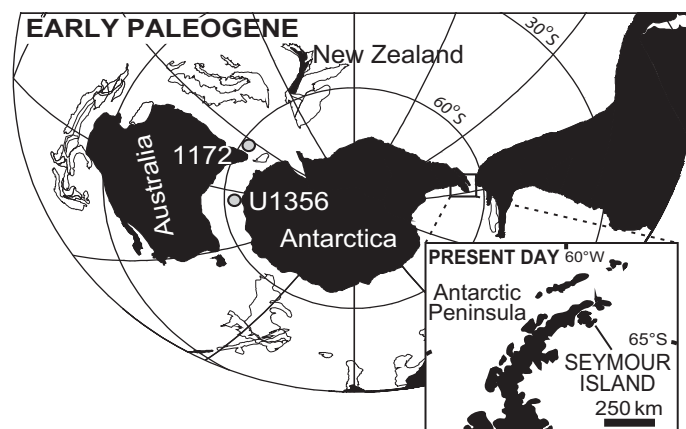 EARLY PALEOGENE
30°S
New Zealand
60°S
1172
Australia
U1356
Antarctica
PRESENT DAY
60°W
Antarctic
Peninsula
65°S
SEYMOUR
ISLAND
250 km